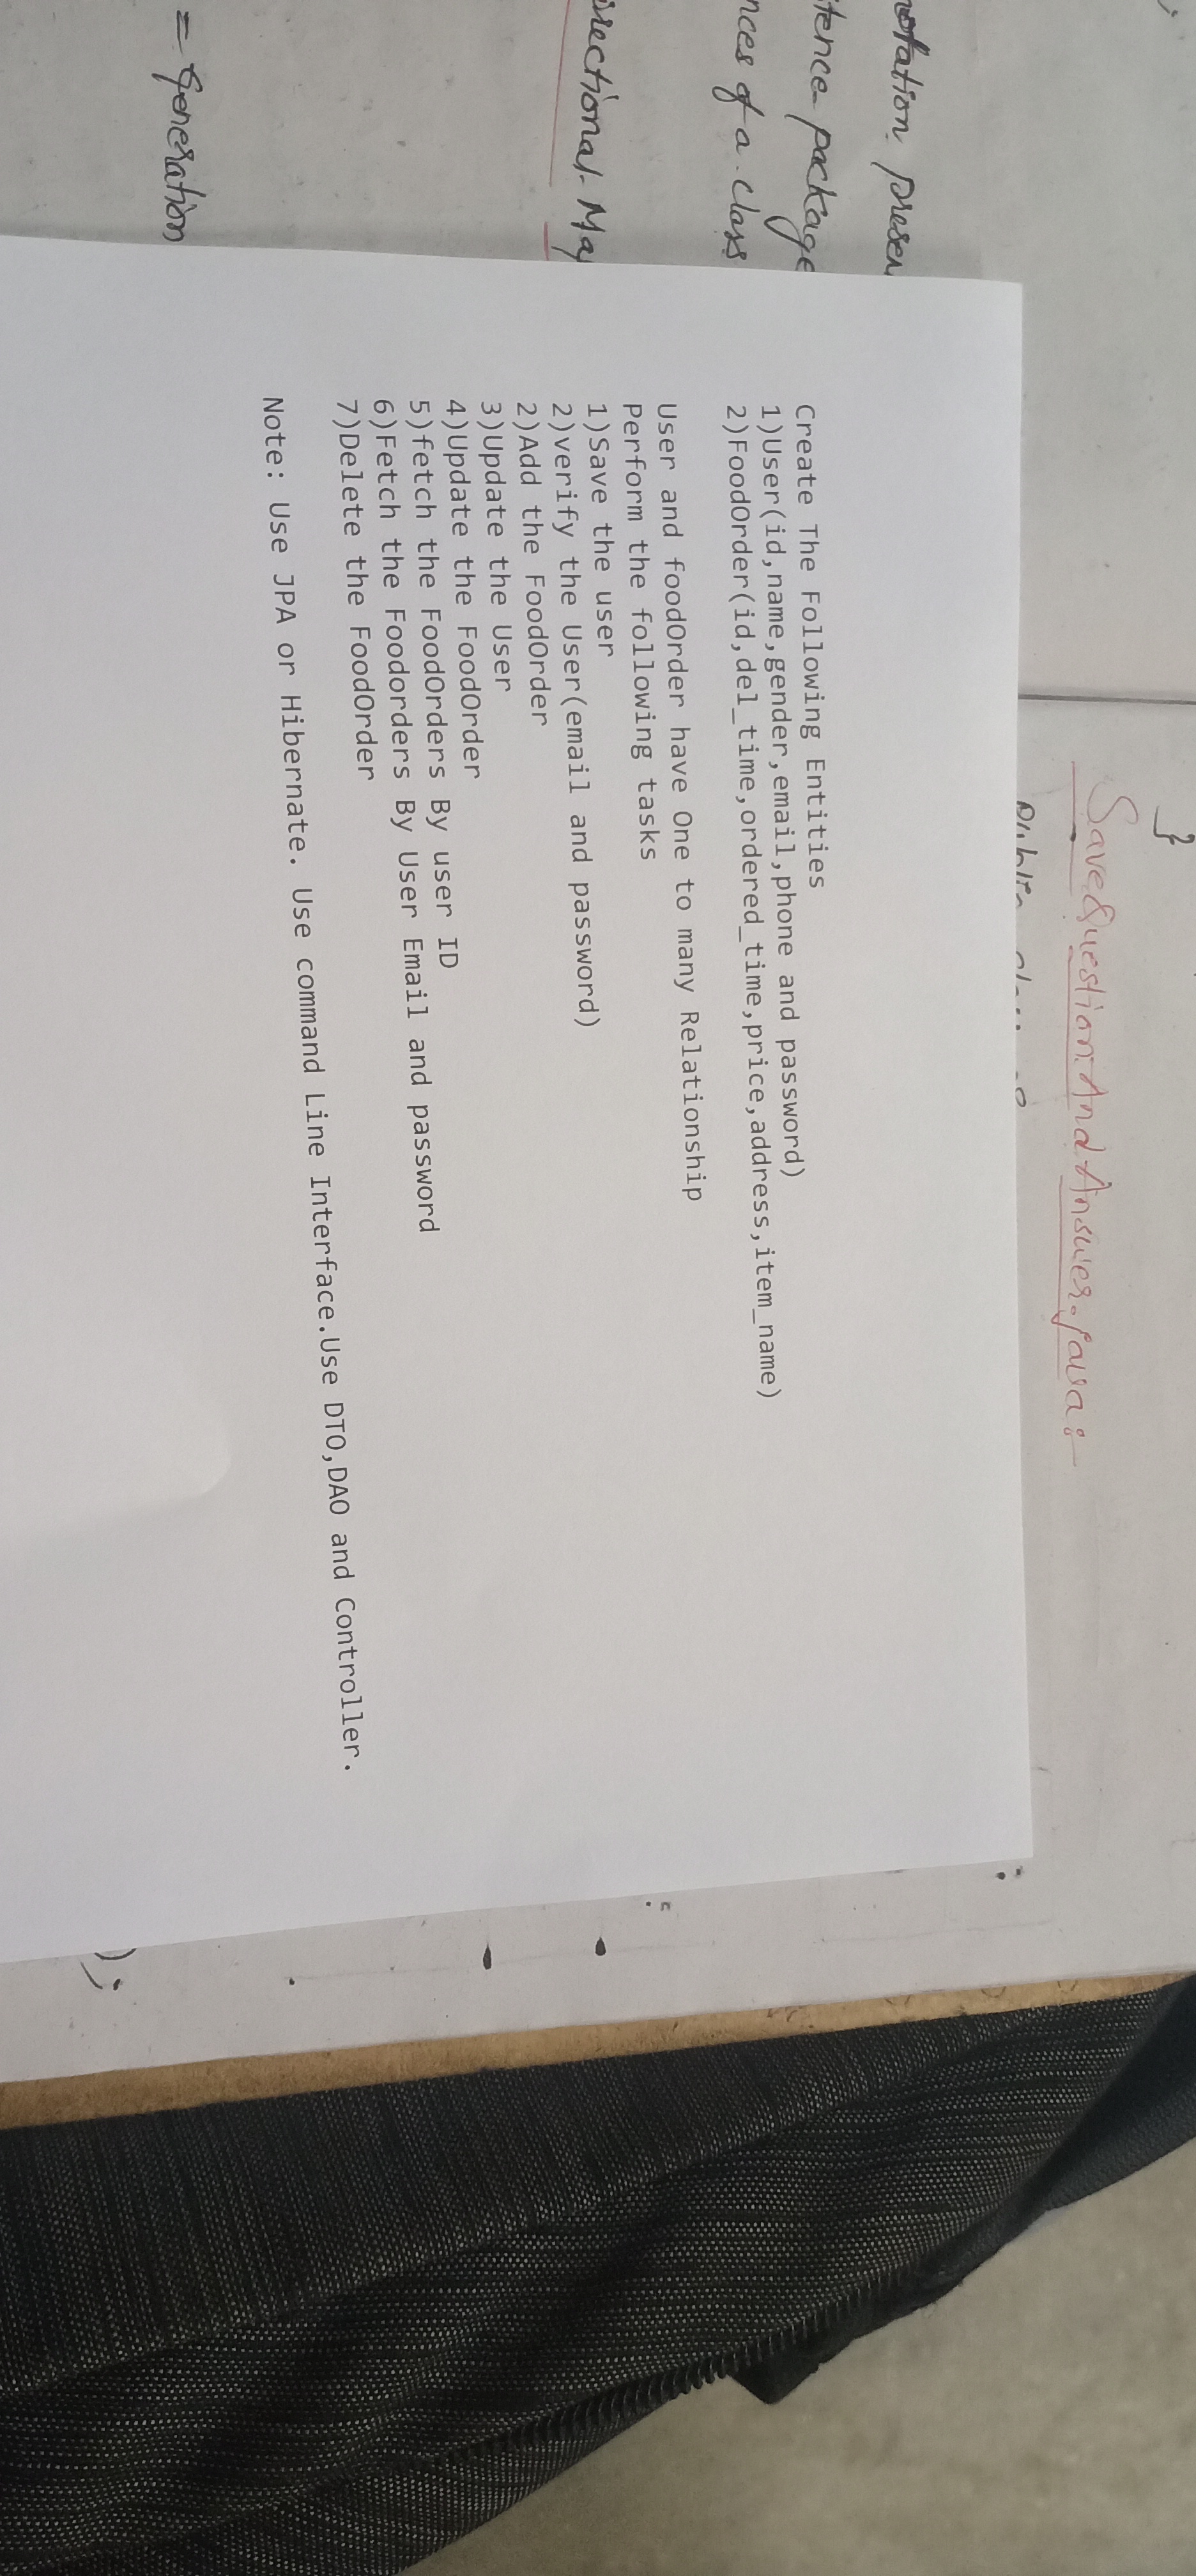 }
SaveQuestionAndAnswer.java:
public class
notation presen
tence package
nces of a class
directional Map
= Generation
);
Create The Following Entities
1)User(id,name,gender,email,phone and password)
2)FoodOrder(id,del_time,ordered_time,price,address,item_name)
User and foodOrder have One to many Relationship
Perform the following tasks
1)Save the user
2)verify the User(email and password)
2)Add the FoodOrder
3)Update the User
4)Update the FoodOrder
5)fetch the FoodOrders By user ID
6)Fetch the Foodorders By User Email and password
7)Delete the FoodOrder
Note: Use JPA or Hibernate. Use command Line Interface.Use DTO,DAO and Controller.